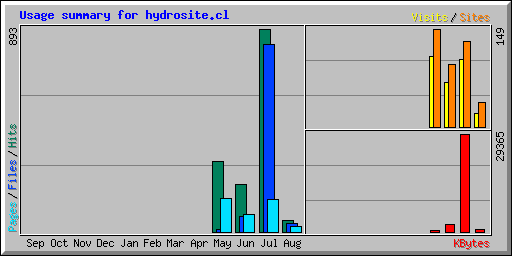 Usage summary for hydrosite.cl
Visits / Sites
893
149
Pages / Files / Hits
29365
Sep Oct Nov Dec Jan Feb Mar Apr May Jun Jul Aug
KBytes